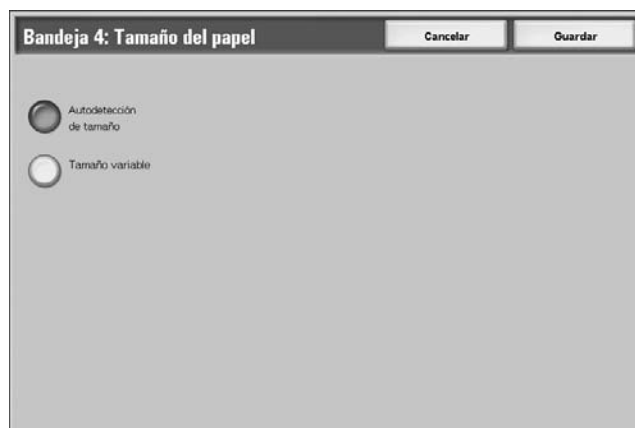 Bandeja 4: Tamaño del papel
Cancelar
Guardar
Autodetección
de tamaño
Tamaño variable